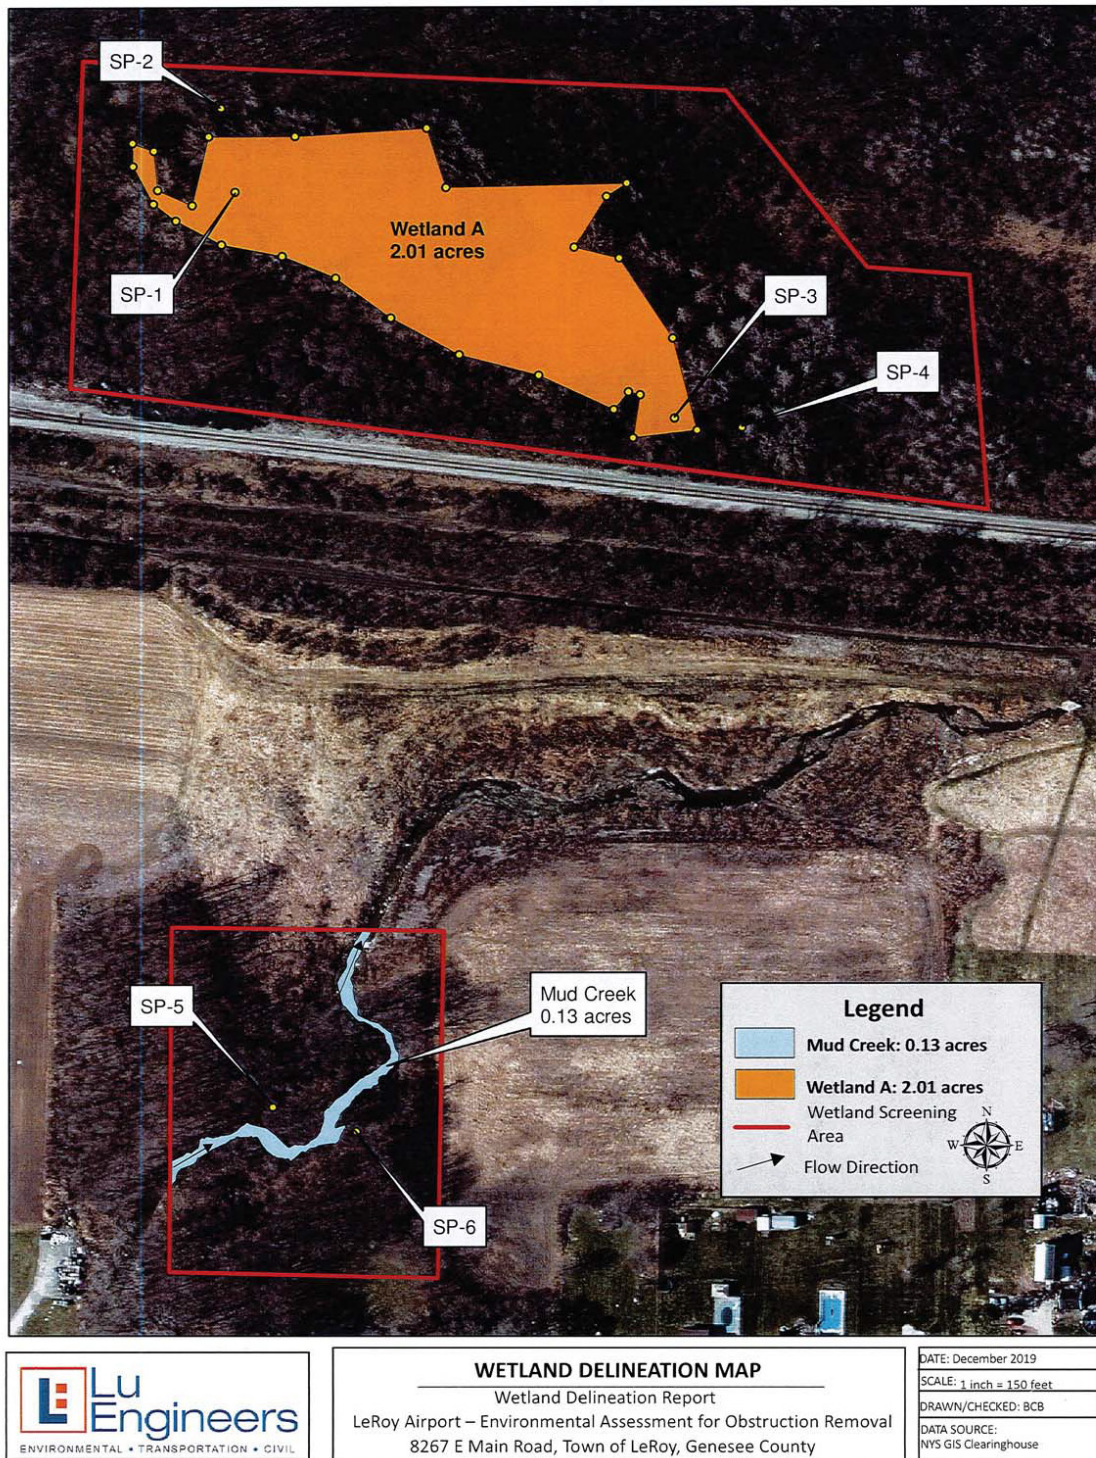 SP-2
Wetland A
2.01 acres
SP-1
SP-3
SP-4
SP-5
Mud Creek
0.13 acres
SP-6
Legend
Mud Creek: 0.13 acres
Wetland A: 2.01 acres
Wetland Screening
Area
Flow Direction
N
W E
S
Lu
Engineers
ENVIRONMENTAL • TRANSPORTATION • CIVIL
WETLAND DELINEATION MAP
Wetland Delineation Report
LeRoy Airport – Environmental Assessment for Obstruction Removal
8267 E Main Road, Town of LeRoy, Genesee County
DATE: December 2019
SCALE: 1 inch = 150 feet
DRAWN/CHECKED: BCB
DATA SOURCE:
NYS GIS Clearinghouse